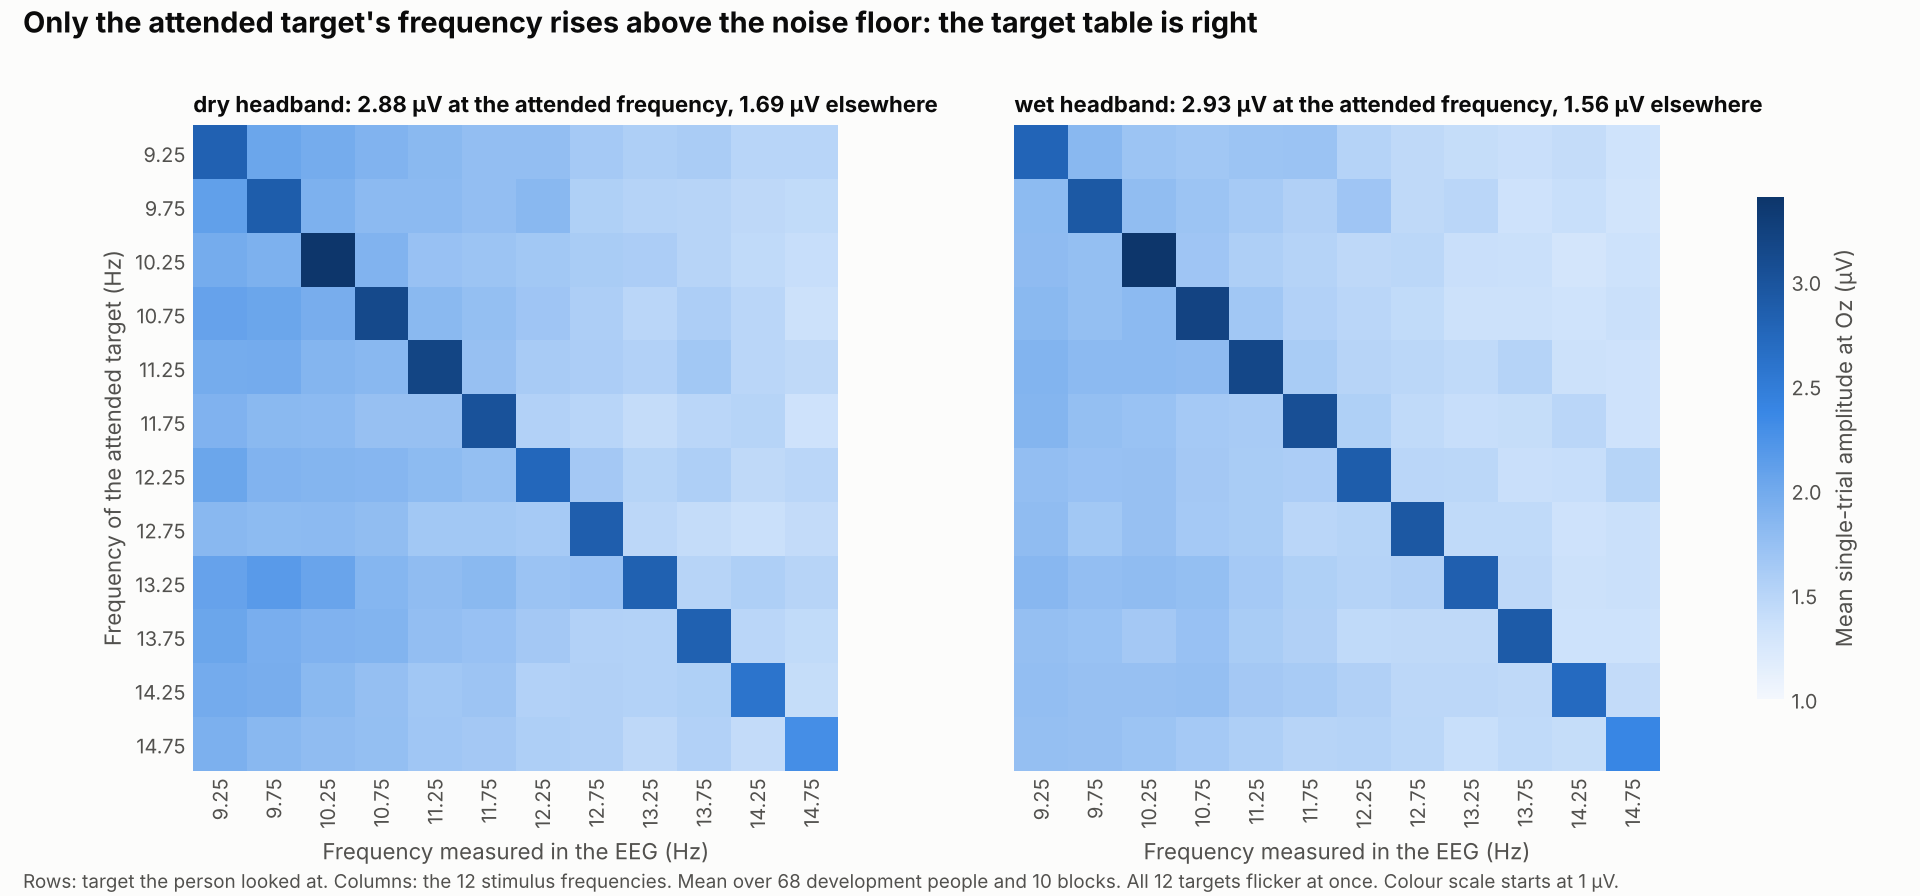 Only the attended target's frequency rises above the noise floor: the target table is right
dry headband: 2.88 µV at the attended frequency, 1.69 µV elsewhere
Frequency of the attended target (Hz)
9.25
9.75
10.25
10.75
11.25
11.75
12.25
12.75
13.25
13.75
14.25
14.75
9.25 9.75 10.25 10.75 11.25 11.75 12.25 12.75 13.25 13.75 14.25 14.75
Frequency measured in the EEG (Hz)
wet headband: 2.93 µV at the attended frequency, 1.56 µV elsewhere
9.25 9.75 10.25 10.75 11.25 11.75 12.25 12.75 13.25 13.75 14.25 14.75
Frequency measured in the EEG (Hz)
3.0
2.5
2.0
1.5
1.0
Mean single-trial amplitude at Oz (µV)
Rows: target the person looked at. Columns: the 12 stimulus frequencies. Mean over 68 development people and 10 blocks. All 12 targets flicker at once. Colour scale starts at 1 µV.